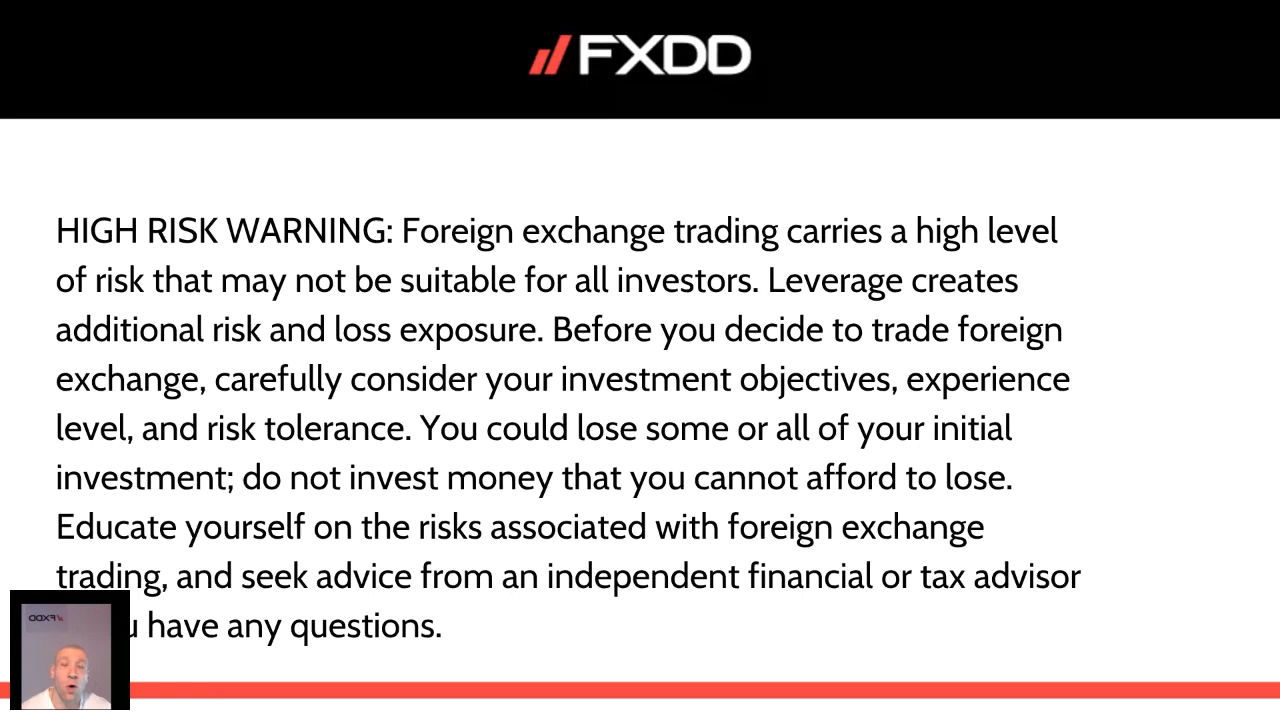 FXDD
HIGH RISK WARNING: Foreign exchange trading carries a high level
of risk that may not be suitable for all investors. Leverage creates
additional risk and loss exposure. Before you decide to trade foreign
exchange, carefully consider your investment objectives, experience
level, and risk tolerance. You could lose some or all of your initial
investment; do not invest money that you cannot afford to lose.
Educate yourself on the risks associated with foreign exchange
trading, and seek advice from an independent financial or tax advisor
have any questions.
FXDD